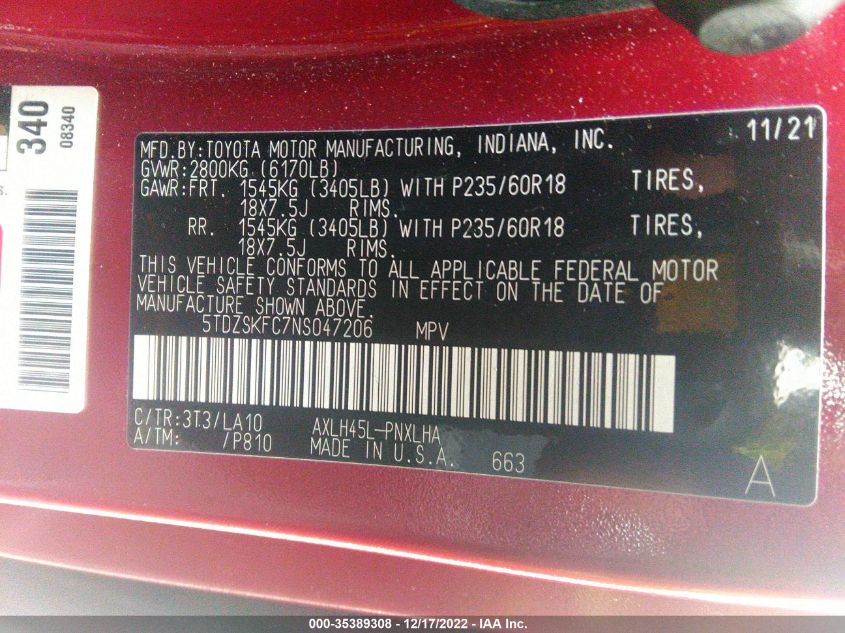 340
08340
s.
MFD.BY:TOYOTA MOTOR MANUFACTURING, INDIANA, INC. 11/21
GVWR:2800KG (6170LB)
GAWR:FRT. 1545KG (3405LB) WITH P235/60R18 TIRES,
18X7.5J RIMS.
RR. 1545KG (3405LB) WITH P235/60R18 TIRES,
18X7.5J RIMS.
THIS VEHICLE CONFORMS TO ALL APPLICABLE FEDERAL MOTOR
VEHICLE SAFETY STANDARDS IN EFFECT ON THE DATE OF
MANUFACTURE SHOWN ABOVE.
5TDZSKFC7NS047206 MPV
C/TR:3T3/LA10 AXLH45L-PNXLHA
A/TM: /P810 MADE IN U.S.A. 663
A
000-35389308 - 12/17/2022 - IAA Inc.